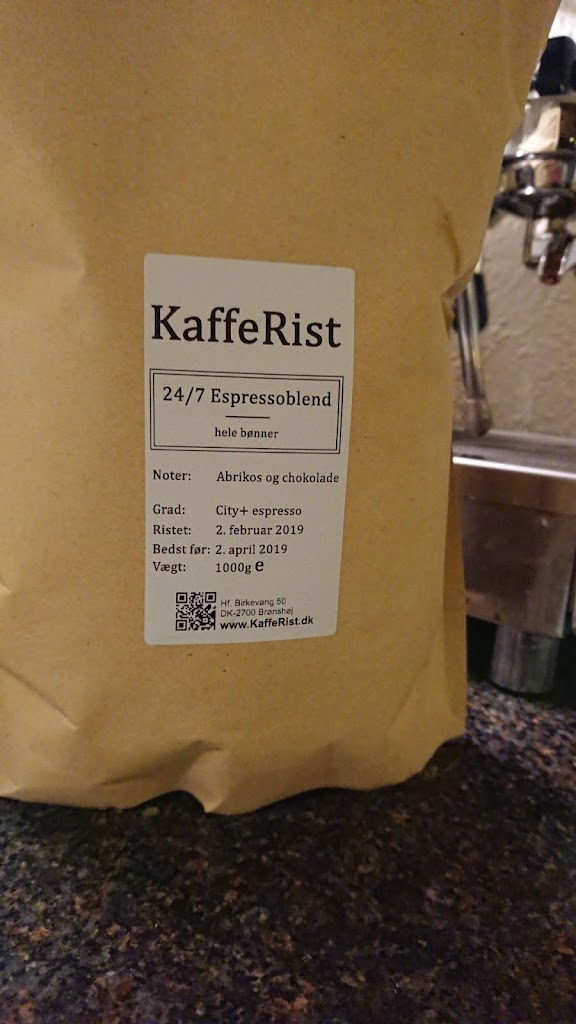 KaffeRist
24/7 Espressoblend
hele bønner
Noter: Abrikos og chokolade
Grad: City+ espresso
Ristet: 2. februar 2019
Bedst før: 2. april 2019
Vægt: 1000g e
Hf. Birkevang 50
DK-2700 Brønshøj
www.KaffeRist.dk